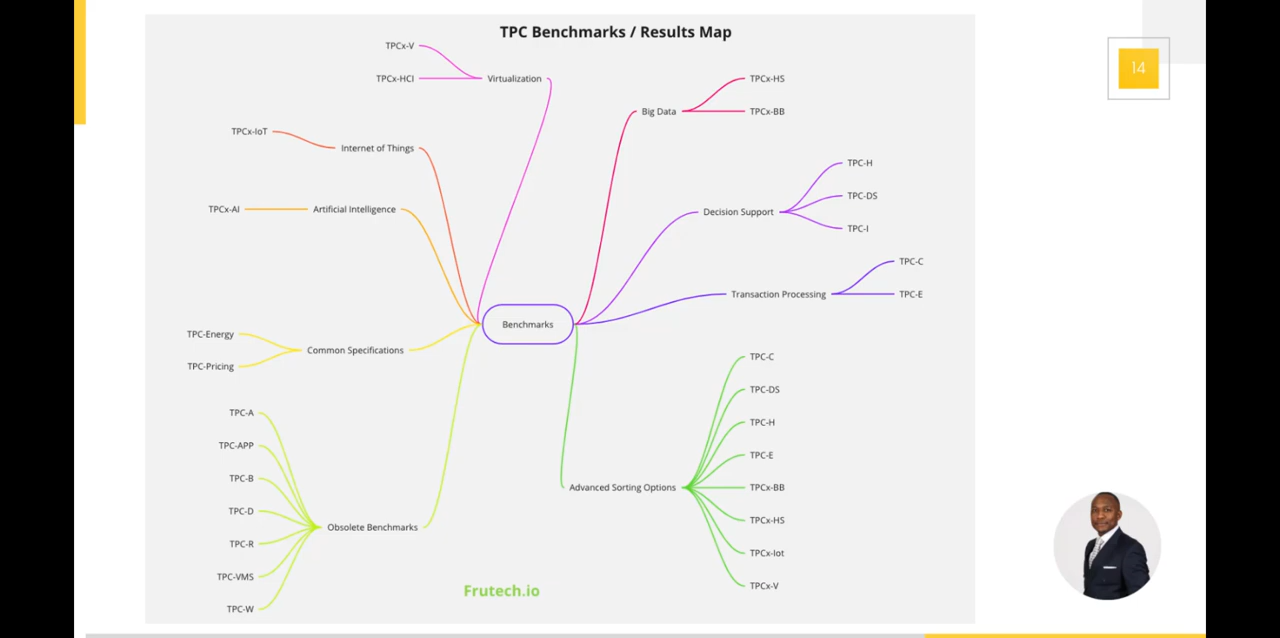 TPC Benchmarks / Results Map
14
TPCx-V
TPCx-HCI
Virtualization
TPCx-IoT
Internet of Things
TPCx-AI
Artificial Intelligence
TPC-Energy
TPC-Pricing
Common Specifications
TPC-A
TPC-APP
TPC-B
TPC-D
TPC-R
TPC-VMS
TPC-W
Obsolete Benchmarks
Benchmarks
Big Data
TPCx-HS
TPCx-BB
Decision Support
TPC-H
TPC-DS
TPC-I
Transaction Processing
TPC-C
TPC-E
Advanced Sorting Options
TPC-C
TPC-DS
TPC-H
TPC-E
TPCx-BB
TPCx-HS
TPCx-Iot
TPCx-V
Frutech.io